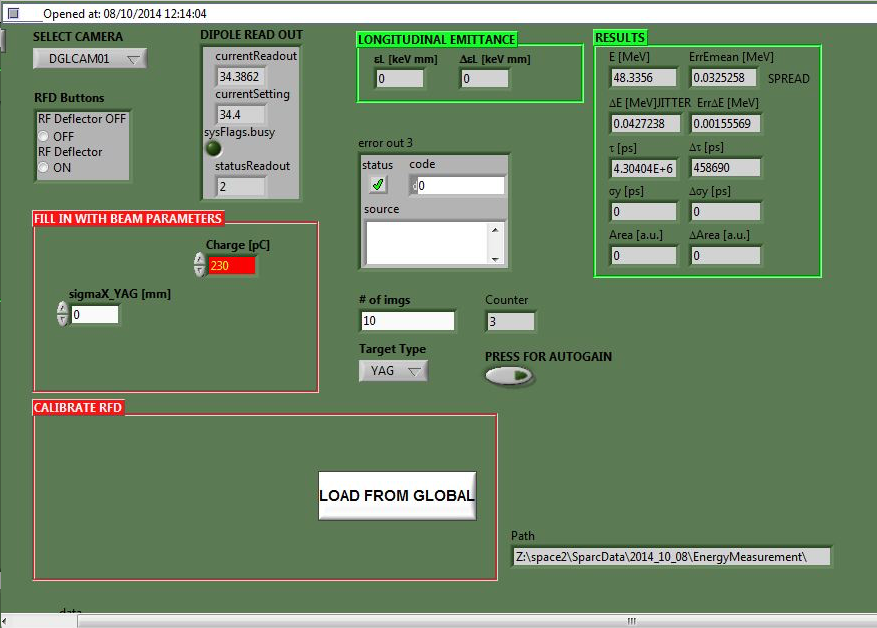 Opened at: 08/10/2014 12:14:04
SELECT CAMERA
DGLCAM01
RFD Buttons
RF Deflector OFF
OFF
RF Deflector
ON
DIPOLE READ OUT
currentReadout
34.3862
currentSetting
34.4
sysFlags.busy
statusReadout
2
LONGITUDINAL EMITTANCE
εL [keV mm] ΔεL [keV mm]
0 0
error out 3
status code
0
source
RESULTS
E [MeV] ErrEmean [MeV]
48.3356 0.0325258 SPREAD
ΔE [MeV]JITTER ErrΔE [MeV]
0.0427238 0.00155569
τ [ps] Δτ [ps]
4.30404E+6 458690
σy [ps] Δσy [ps]
0 0
Area [a.u.] ΔArea [a.u.]
0 0
FILL IN WITH BEAM PARAMETERS
Charge [pC]
230
sigmaX_YAG [mm]
0
# of imgs Counter
10 3
Target Type
YAG
PRESS FOR AUTOGAIN
CALIBRATE RFD
LOAD FROM GLOBAL
Path
Z:\space2\SparcData\2014_10_08\EnergyMeasurement\
data